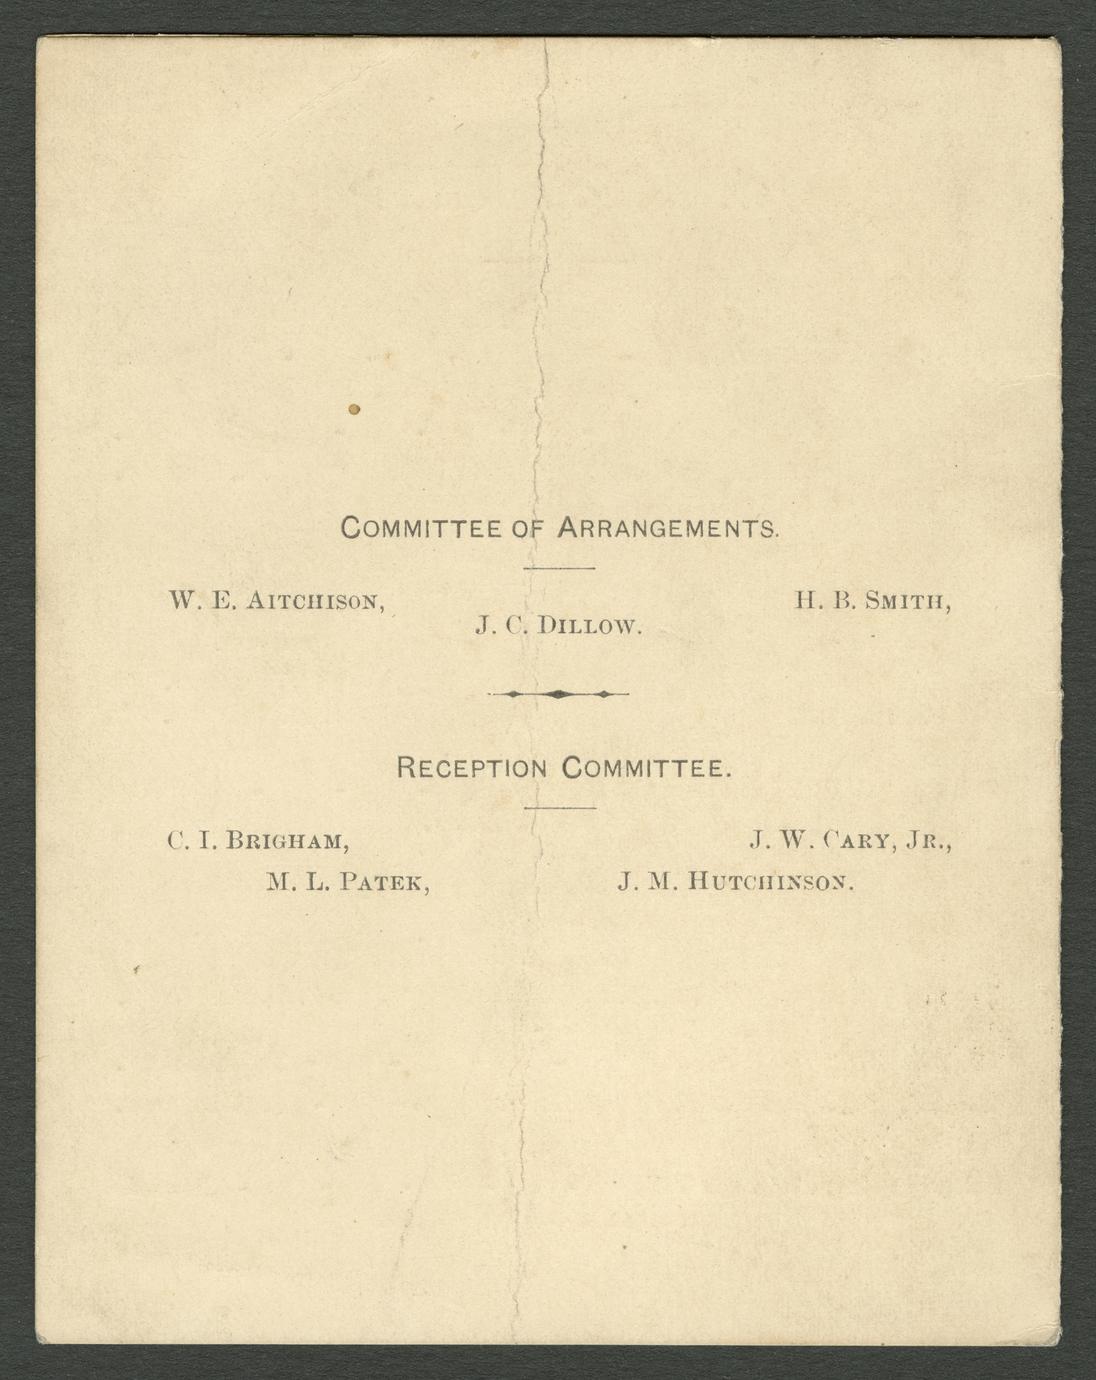 COMMITTEE OF ARRANGEMENTS.
W. E. AITCHISON, H. B. SMITH,
J. C. DILLOW.
RECEPTION COMMITTEE.
C. I. BRIGHAM, J. W. CARY, JR.,
M. L. PATEK, J. M. HUTCHINSON.